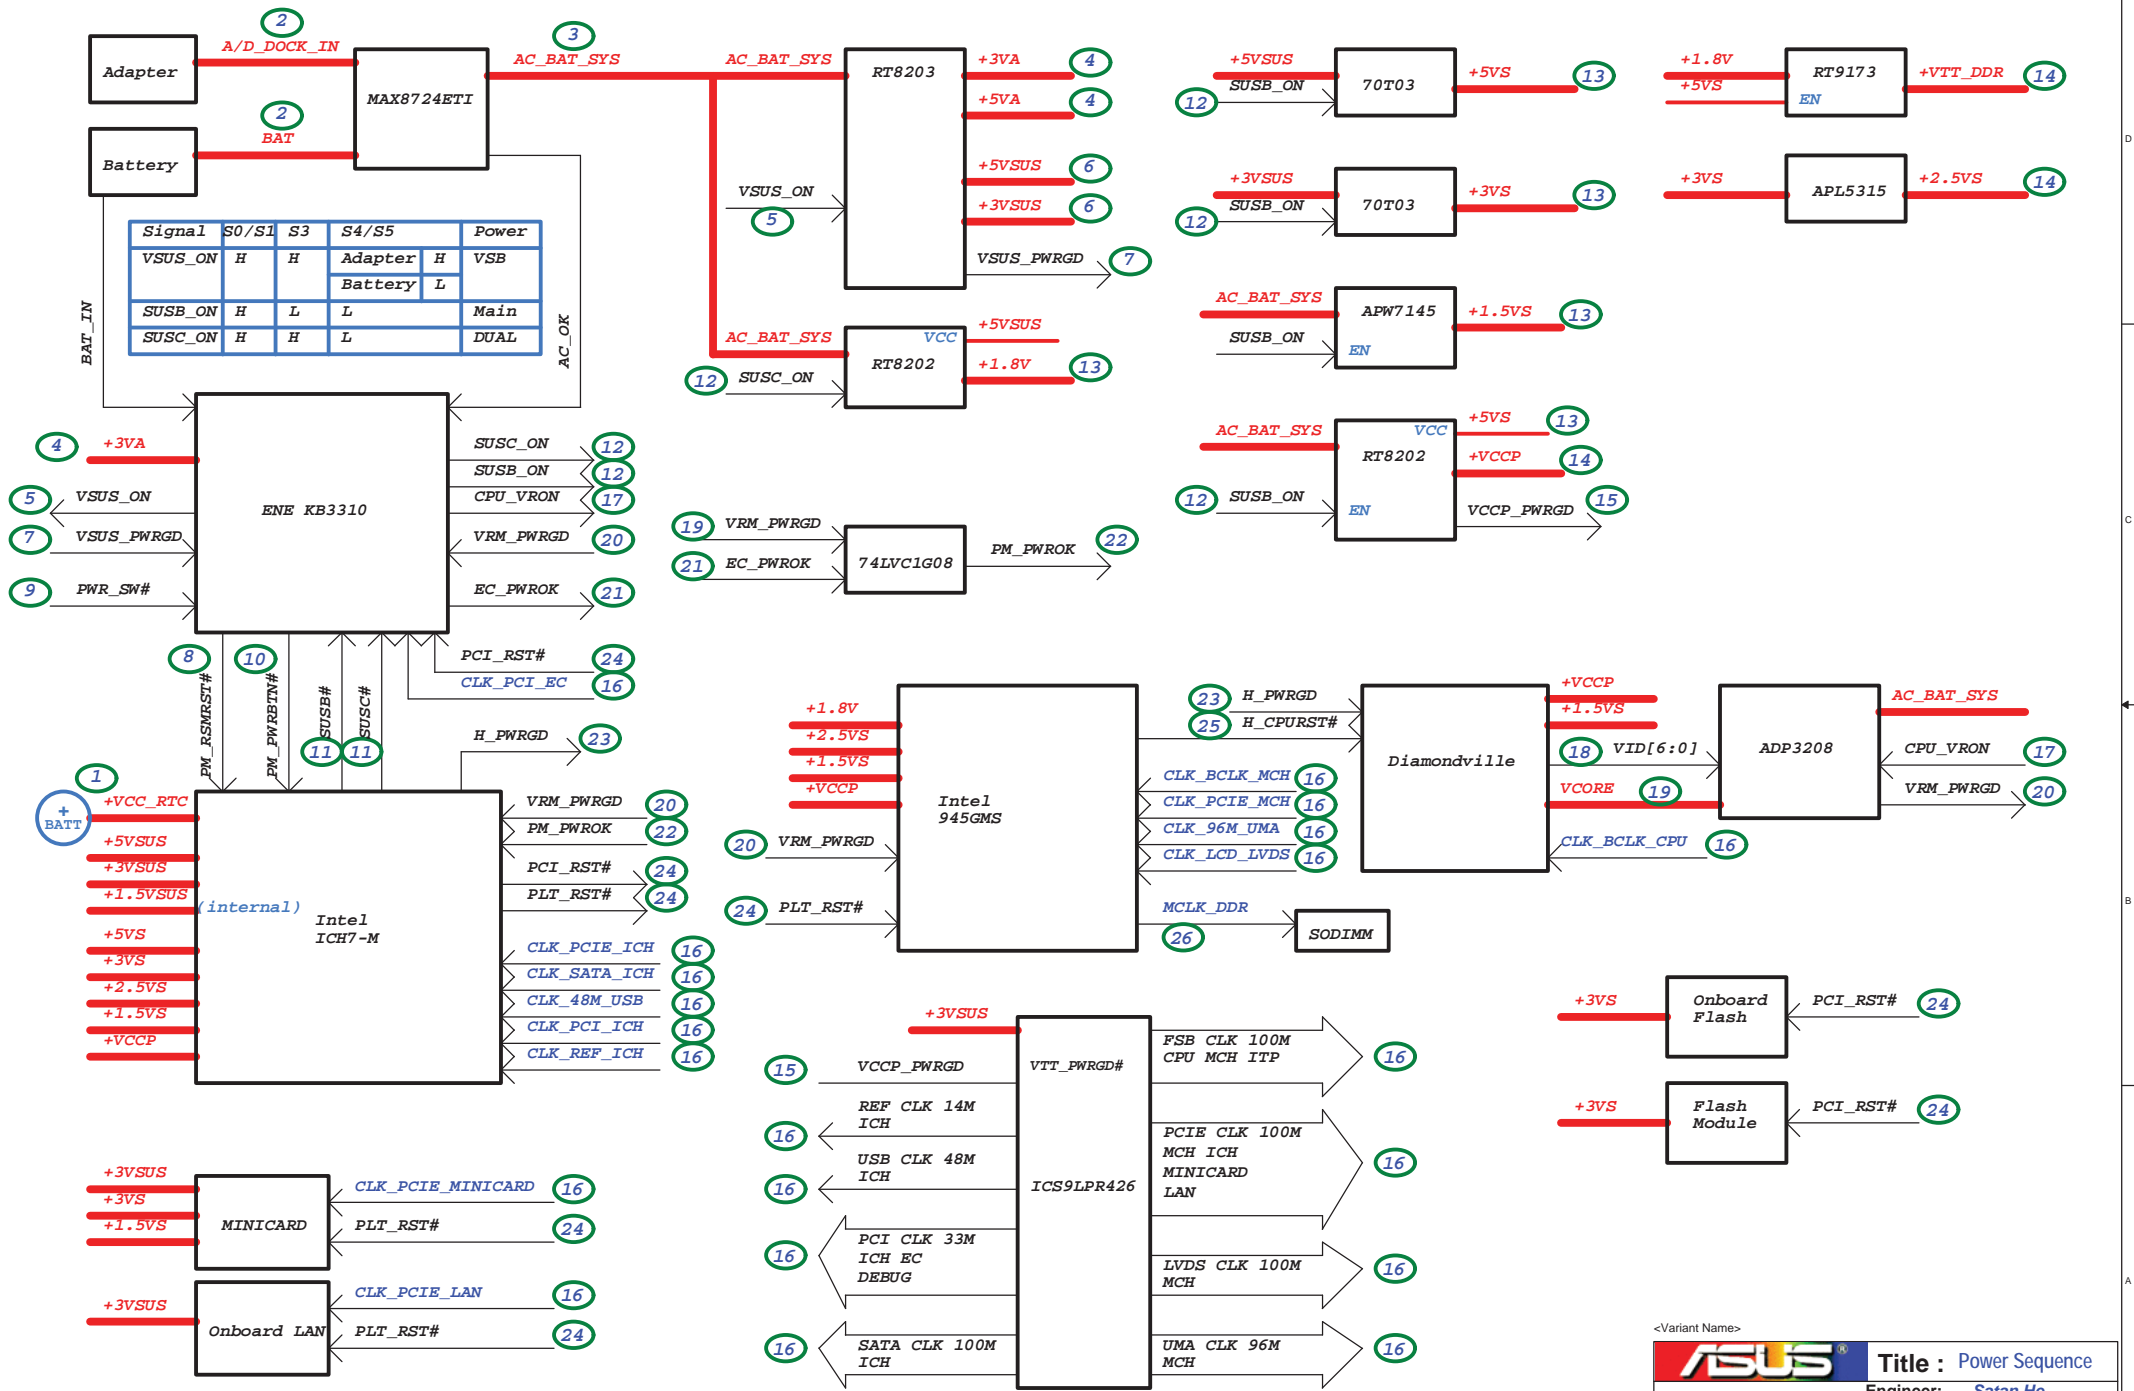 Adapter
2
A/D_DOCK_IN
2
BAT
Battery
MAX8724ETI
3
AC_BAT_SYS
BAT_IN
AC_OK
Signal S0/S1 S3 S4/S5 Power
VSUS_ON H H Adapter H VSB
Battery L
SUSB_ON H L L Main
SUSC_ON H H L DUAL
AC_BAT_SYS
RT8203
+3VA 4
+5VA 4
+5VSUS 6
+3VSUS 6
VSUS_ON
5
VSUS_PWRGD 7
AC_BAT_SYS
VCC
RT8202
+5VSUS
+1.8V 13
12 SUSC_ON
+5VSUS
12 SUSB_ON
70T03
+5VS 13
+3VSUS
12 SUSB_ON
70T03
+3VS 13
AC_BAT_SYS
SUSB_ON
APW7145
EN
+1.5VS 13
AC_BAT_SYS
VCC
RT8202
EN
12 SUSB_ON
+5VS 13
+VCCP 14
VCCP_PWRGD 15
+1.8V
+5VS
RT9173
EN
+VTT_DDR 14
+3VS
APL5315
+2.5VS 14
4 +3VA
5 VSUS_ON
7 VSUS_PWRGD
9 PWR_SW#
ENE KB3310
SUSC_ON 12
SUSB_ON 12
CPU_VRON 17
VRM_PWRGD 20
EC_PWROK 21
19 VRM_PWRGD
21 EC_PWROK
74LVC1G08
PM_PWROK 22
8
PM_RSMRST#
10
PM_PWRBTN#
SUSB#
11
SUSC#
11
PCI_RST# 24
CLK_PCI_EC 16
H_PWRGD 23
1
+
BATT
+VCC_RTC
+5VSUS
+3VSUS
+1.5VSUS
(internal)
+5VS
+3VS
+2.5VS
+1.5VS
+VCCP
Intel
ICH7-M
VRM_PWRGD 20
PM_PWROK 22
PCI_RST# 24
PLT_RST# 24
CLK_PCIE_ICH 16
CLK_SATA_ICH 16
CLK_48M_USB 16
CLK_PCI_ICH 16
CLK_REF_ICH 16
+1.8V
+2.5VS
+1.5VS
+VCCP
20 VRM_PWRGD
24 PLT_RST#
Intel
945GMS
23 H_PWRGD
25 H_CPURST#
CLK_BCLK_MCH 16
CLK_PCIE_MCH 16
CLK_96M_UMA 16
CLK_LCD_LVDS 16
MCLK_DDR
26
SODIMM
Diamondville
+VCCP
+1.5VS
18 VID[6:0]
VCORE 19
CLK_BCLK_CPU 16
ADP3208
AC_BAT_SYS
CPU_VRON 17
VRM_PWRGD 20
+3VSUS
15 VCCP_PWRGD
VTT_PWRGD#
ICS9LPR426
16
REF CLK 14M
ICH
16
USB CLK 48M
ICH
16
PCI CLK 33M
ICH EC
DEBUG
16
SATA CLK 100M
ICH
FSB CLK 100M
CPU MCH ITP
16
PCIE CLK 100M
MCH ICH
MINICARD
LAN
16
LVDS CLK 100M
MCH
16
UMA CLK 96M
MCH
16
+3VS
Onboard
Flash
PCI_RST# 24
+3VS
Flash
Module
PCI_RST# 24
+3VSUS
+3VS
+1.5VS
MINICARD
CLK_PCIE_MINICARD 16
PLT_RST# 24
+3VSUS
Onboard LAN
CLK_PCIE_LAN 16
PLT_RST# 24
D
C
B
A
<Variant Name>
ASUS®
Title : Power Sequence
Engineer: Satan He